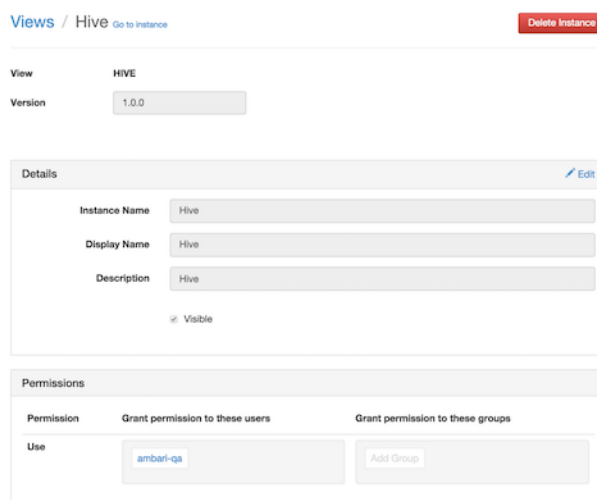 Views / Hive Go to instance Delete Instance
View HIVE
Version 1.0.0
Details Edit
Instance Name Hive
Display Name Hive
Description Hive
Visible
Permissions
Permission Grant permission to these users Grant permission to these groups
Use ambari-qa Add Group